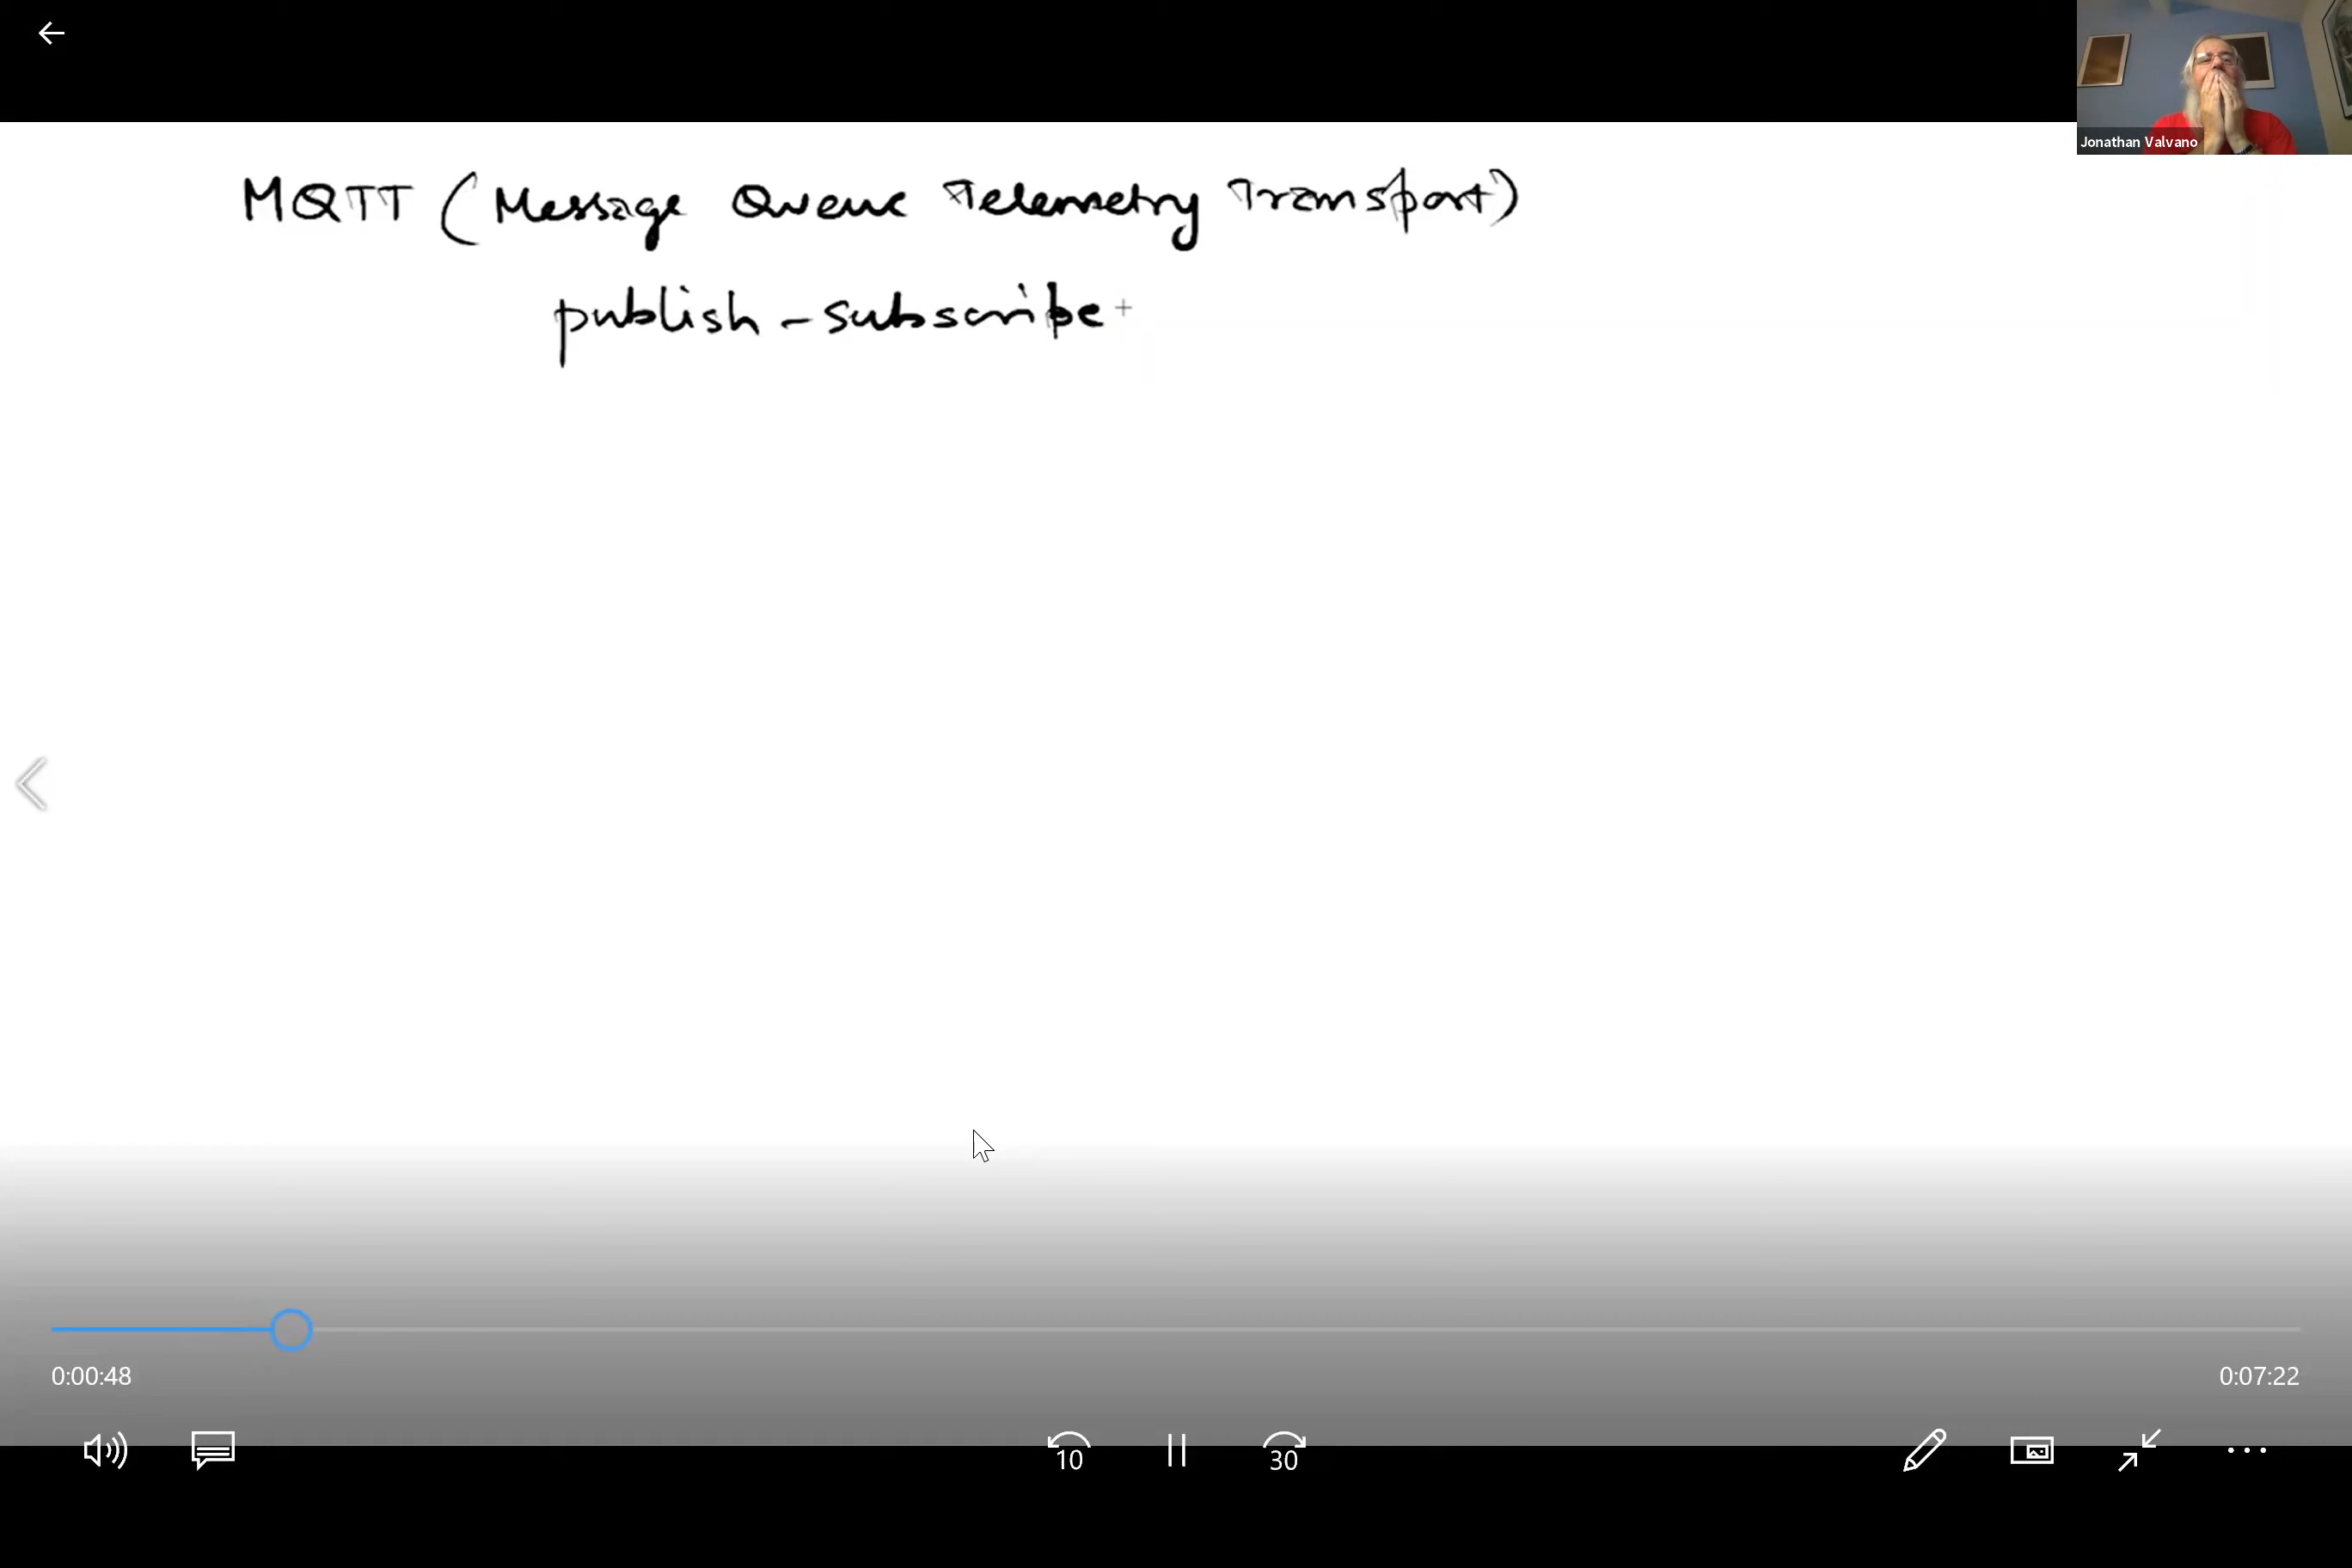 Jonathan Valvano
MQTT (Message Queue Telemetry Transport)
publish - subscribe
0:00:48
0:07:22
10
30